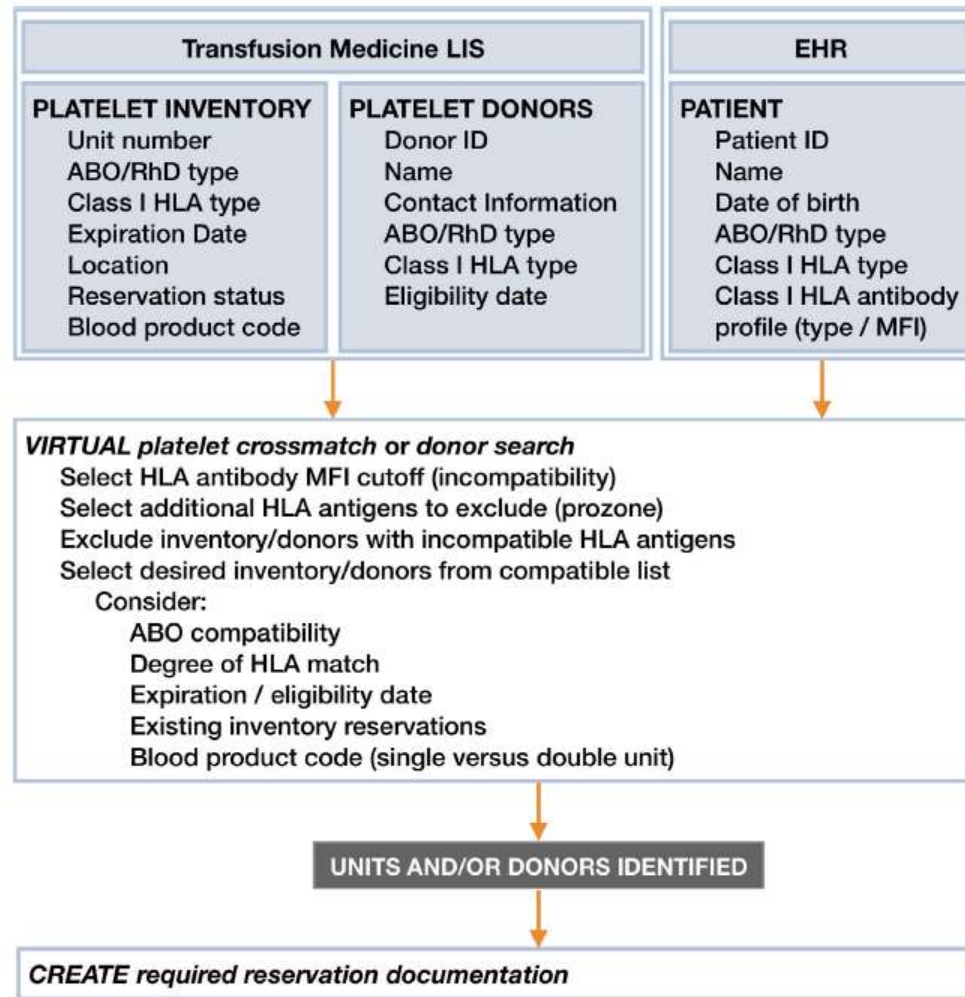 Transfusion Medicine LIS
EHR
PLATELET INVENTORY
Unit number
ABO/RhD type
Class I HLA type
Expiration Date
Location
Reservation status
Blood product code
PLATELET DONORS
Donor ID
Name
Contact Information
ABO/RhD type
Class I HLA type
Eligibility date
PATIENT
Patient ID
Name
Date of birth
ABO/RhD type
Class I HLA type
Class I HLA antibody
profile (type / MFI)
VIRTUAL platelet crossmatch or donor search
Select HLA antibody MFI cutoff (incompatibility)
Select additional HLA antigens to exclude (prozone)
Exclude inventory/donors with incompatible HLA antigens
Select desired inventory/donors from compatible list
Consider:
ABO compatibility
Degree of HLA match
Expiration / eligibility date
Existing inventory reservations
Blood product code (single versus double unit)
UNITS AND/OR DONORS IDENTIFIED
CREATE required reservation documentation